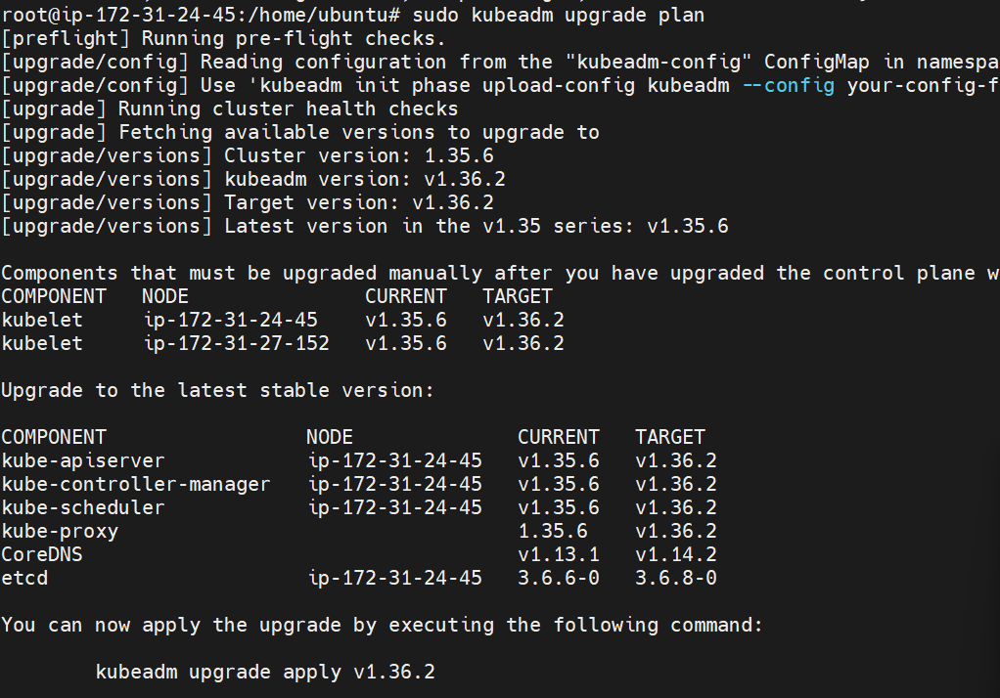 root@ip-172-31-24-45:/home/ubuntu# sudo kubeadm upgrade plan
[preflight] Running pre-flight checks.
[upgrade/config] Reading configuration from the "kubeadm-config" ConfigMap in namespa
[upgrade/config] Use 'kubeadm init phase upload-config kubeadm --config your-config-f
[upgrade] Running cluster health checks
[upgrade] Fetching available versions to upgrade to
[upgrade/versions] Cluster version: 1.35.6
[upgrade/versions] kubeadm version: v1.36.2
[upgrade/versions] Target version: v1.36.2
[upgrade/versions] Latest version in the v1.35 series: v1.35.6
Components that must be upgraded manually after you have upgraded the control plane w
COMPONENT   NODE               CURRENT   TARGET
kubelet     ip-172-31-24-45    v1.35.6   v1.36.2
kubelet     ip-172-31-27-152   v1.35.6   v1.36.2
Upgrade to the latest stable version:
COMPONENT                 NODE              CURRENT   TARGET
kube-apiserver            ip-172-31-24-45   v1.35.6   v1.36.2
kube-controller-manager   ip-172-31-24-45   v1.35.6   v1.36.2
kube-scheduler            ip-172-31-24-45   v1.35.6   v1.36.2
kube-proxy                                  1.35.6    v1.36.2
CoreDNS                                     v1.13.1   v1.14.2
etcd                      ip-172-31-24-45   3.6.6-0   3.6.8-0
You can now apply the upgrade by executing the following command:
kubeadm upgrade apply v1.36.2